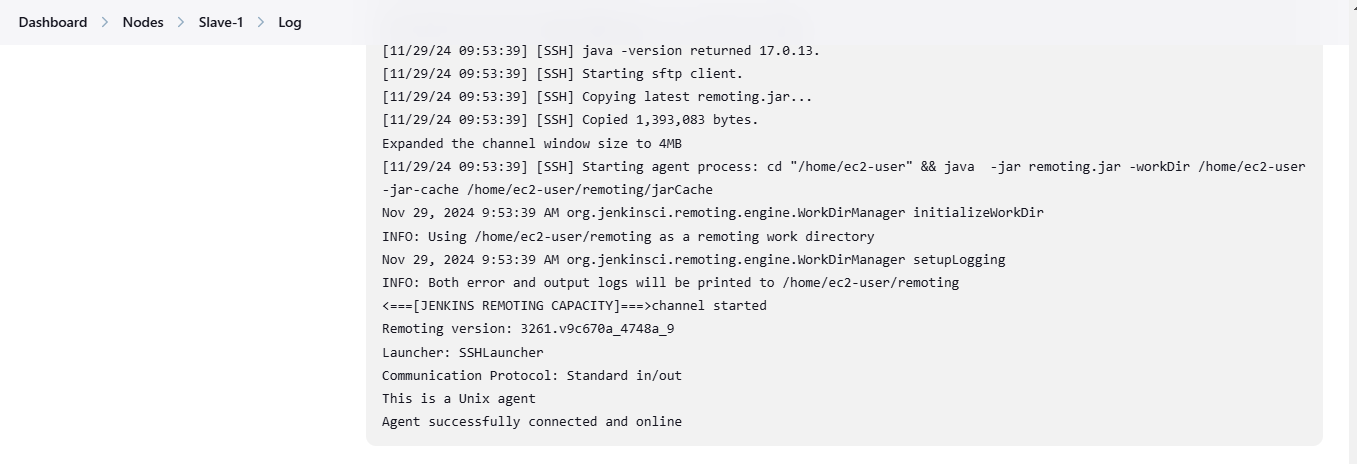 Dashboard > Nodes > Slave-1 > Log
[11/29/24 09:53:39] [SSH] java -version returned 17.0.13.
[11/29/24 09:53:39] [SSH] Starting sftp client.
[11/29/24 09:53:39] [SSH] Copying latest remoting.jar...
[11/29/24 09:53:39] [SSH] Copied 1,393,083 bytes.
Expanded the channel window size to 4MB
[11/29/24 09:53:39] [SSH] Starting agent process: cd "/home/ec2-user" && java  -jar remoting.jar -workDir /home/ec2-user
-jar-cache /home/ec2-user/remoting/jarCache
Nov 29, 2024 9:53:39 AM org.jenkinsci.remoting.engine.WorkDirManager initializeWorkDir
INFO: Using /home/ec2-user/remoting as a remoting work directory
Nov 29, 2024 9:53:39 AM org.jenkinsci.remoting.engine.WorkDirManager setupLogging
INFO: Both error and output logs will be printed to /home/ec2-user/remoting
<===[JENKINS REMOTING CAPACITY]===>channel started
Remoting version: 3261.v9c670a_4748a_9
Launcher: SSHLauncher
Communication Protocol: Standard in/out
This is a Unix agent
Agent successfully connected and online